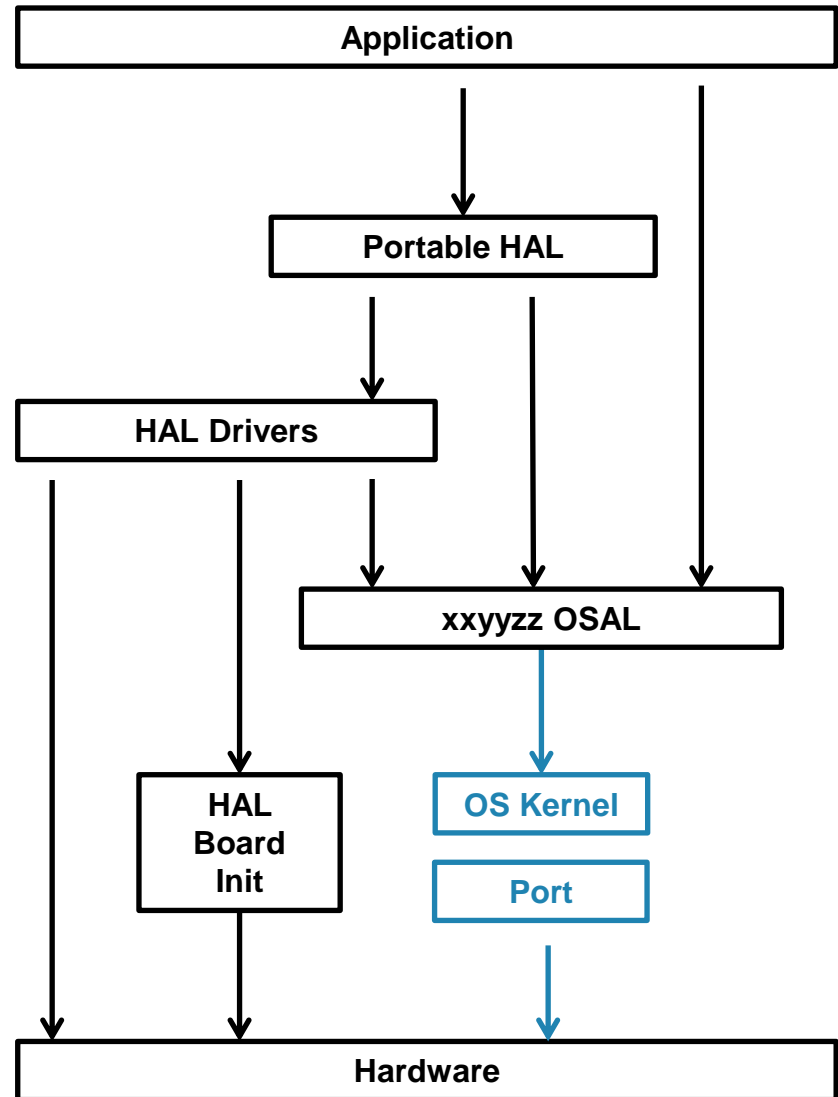 Application
Portable HAL
HAL Drivers
xxyyzz OSAL
HAL
Board
Init
OS Kernel
Port
Hardware